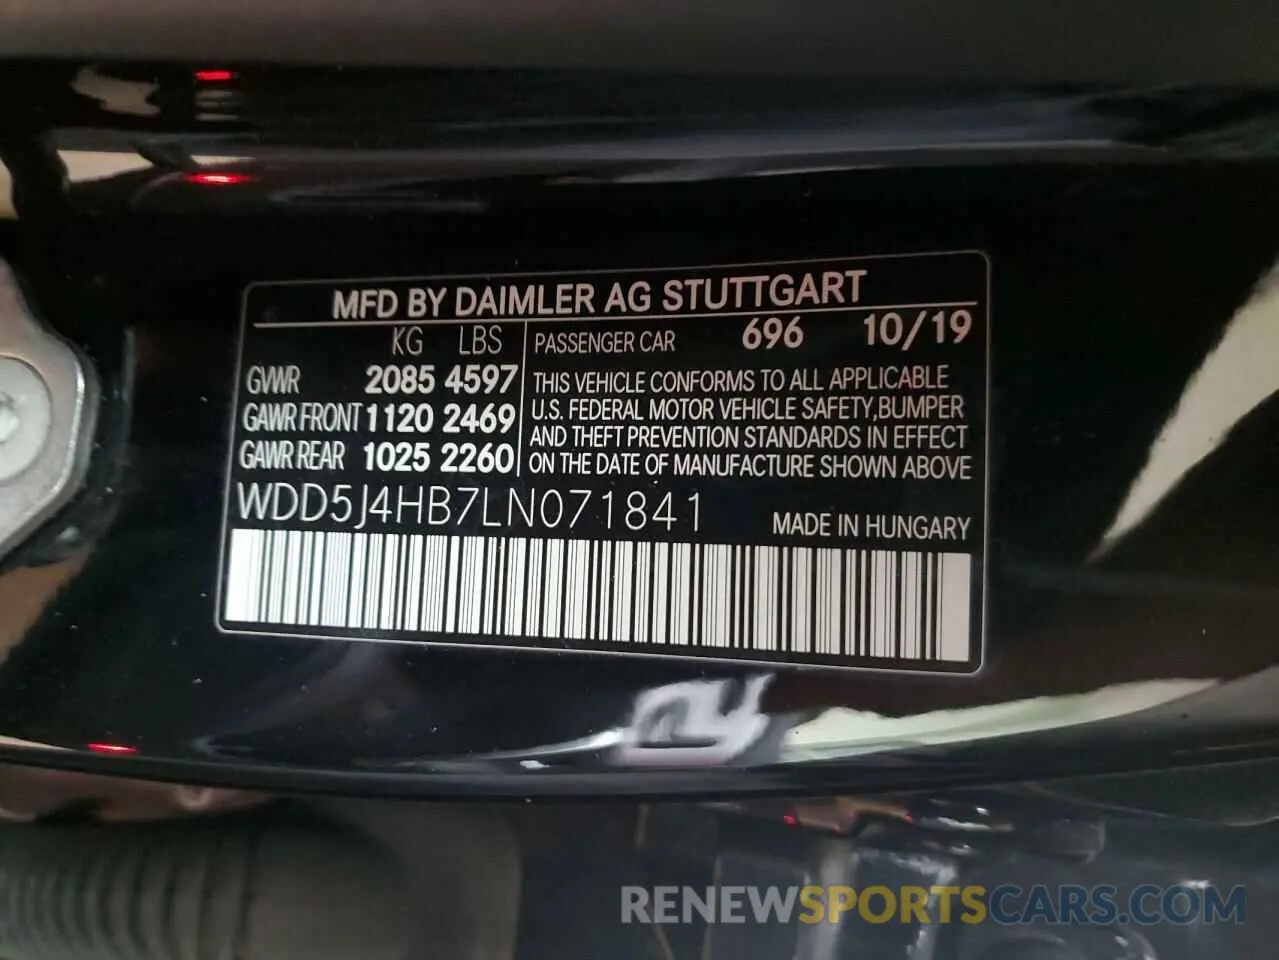 MFD BY DAIMLER AG STUTTGART
KG LBS
GVWR 2085 4597
GAWR FRONT 1120 2469
GAWR REAR 1025 2260
PASSENGER CAR 696 10/19
THIS VEHICLE CONFORMS TO ALL APPLICABLE
U.S. FEDERAL MOTOR VEHICLE SAFETY,BUMPER
AND THEFT PREVENTION STANDARDS IN EFFECT
ON THE DATE OF MANUFACTURE SHOWN ABOVE
WDD5J4HB7LN071841
MADE IN HUNGARY
RENEWSPORTSCARS.COM